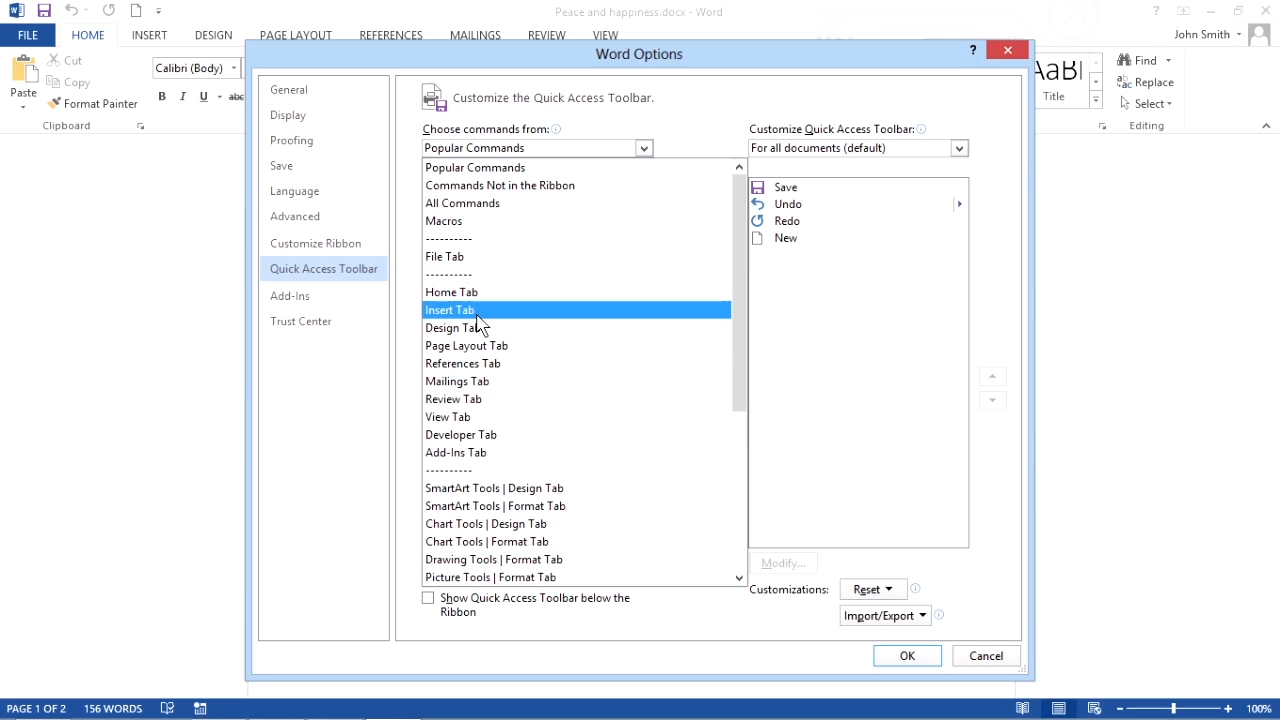 Peace and happiness.docx - Word
FILE HOME INSERT DESIGN PAGE LAYOUT REFERENCES MAILINGS REVIEW VIEW John Smith
Word Options
Paste
Cut
Copy
Format Painter
Clipboard
Calibri (Body)
B I U abc
AaBl
Title
Find
Replace
Select
Editing
General
Display
Proofing
Save
Language
Advanced
Customize Ribbon
Quick Access Toolbar
Add-Ins
Trust Center
Customize the Quick Access Toolbar.
Choose commands from:
Popular Commands
Popular Commands
Commands Not in the Ribbon
All Commands
Macros
----------
File Tab
----------
Home Tab
Insert Tab
Design Tab
Page Layout Tab
References Tab
Mailings Tab
Review Tab
View Tab
Developer Tab
Add-Ins Tab
----------
SmartArt Tools | Design Tab
SmartArt Tools | Format Tab
Chart Tools | Design Tab
Chart Tools | Format Tab
Drawing Tools | Format Tab
Picture Tools | Format Tab
Show Quick Access Toolbar below the
Ribbon
Customize Quick Access Toolbar:
For all documents (default)
Save
Undo
Redo
New
Modify...
Customizations: Reset
Import/Export
OK Cancel
PAGE 1 OF 2 156 WORDS 100%